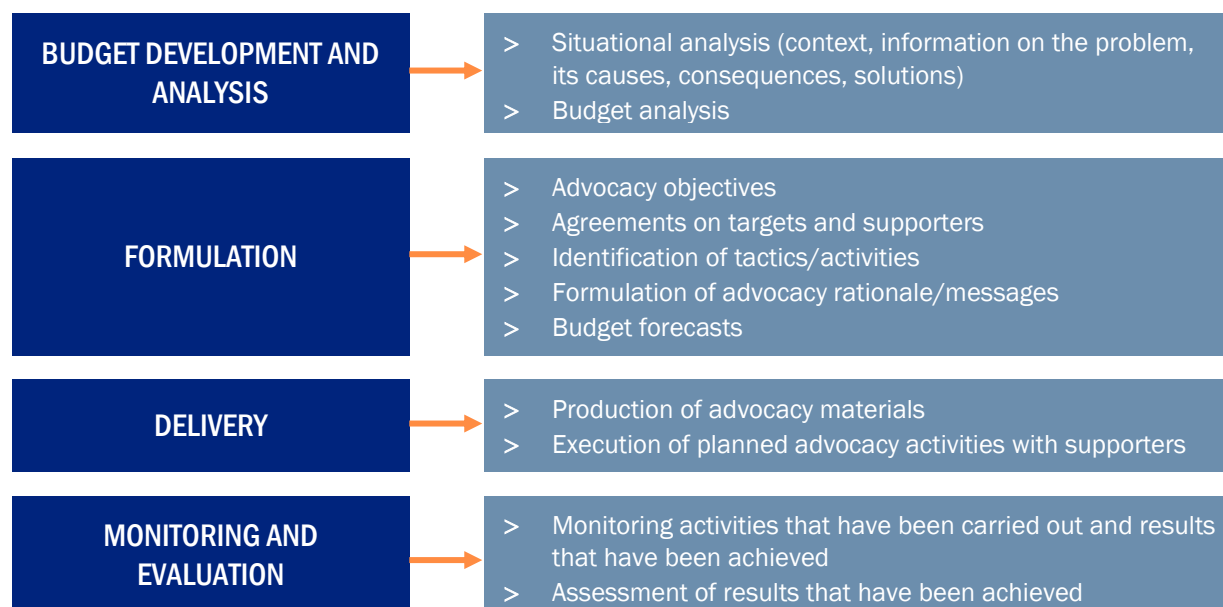 BUDGET DEVELOPMENT AND
ANALYSIS
> Situational analysis (context, information on the problem,
its causes, consequences, solutions)
> Budget analysis
FORMULATION
> Advocacy objectives
> Agreements on targets and supporters
> Identification of tactics/activities
> Formulation of advocacy rationale/messages
> Budget forecasts
DELIVERY
> Production of advocacy materials
> Execution of planned advocacy activities with supporters
MONITORING AND
EVALUATION
> Monitoring activities that have been carried out and results
that have been achieved
> Assessment of results that have been achieved